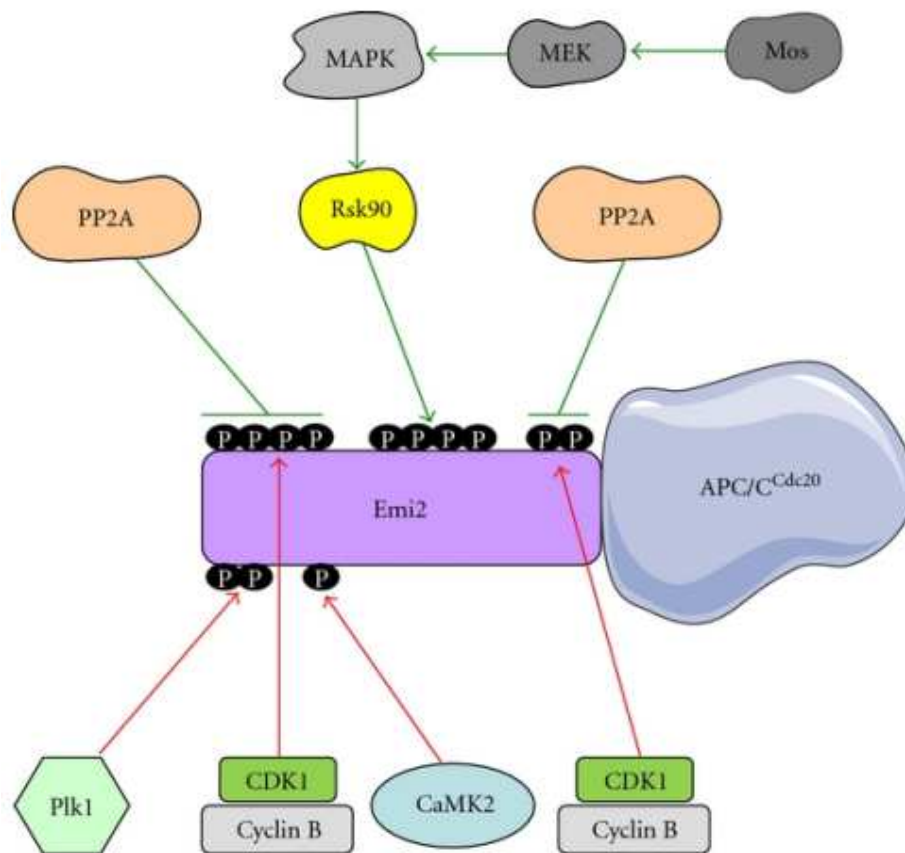 MAPK
MEK
Mos
PP2A
Rsk90
PP2A
P P P P
P P P P
P P
Emi2
APC/C^Cdc20
P P
P
Plk1
CDK1
Cyclin B
CaMK2
CDK1
Cyclin B